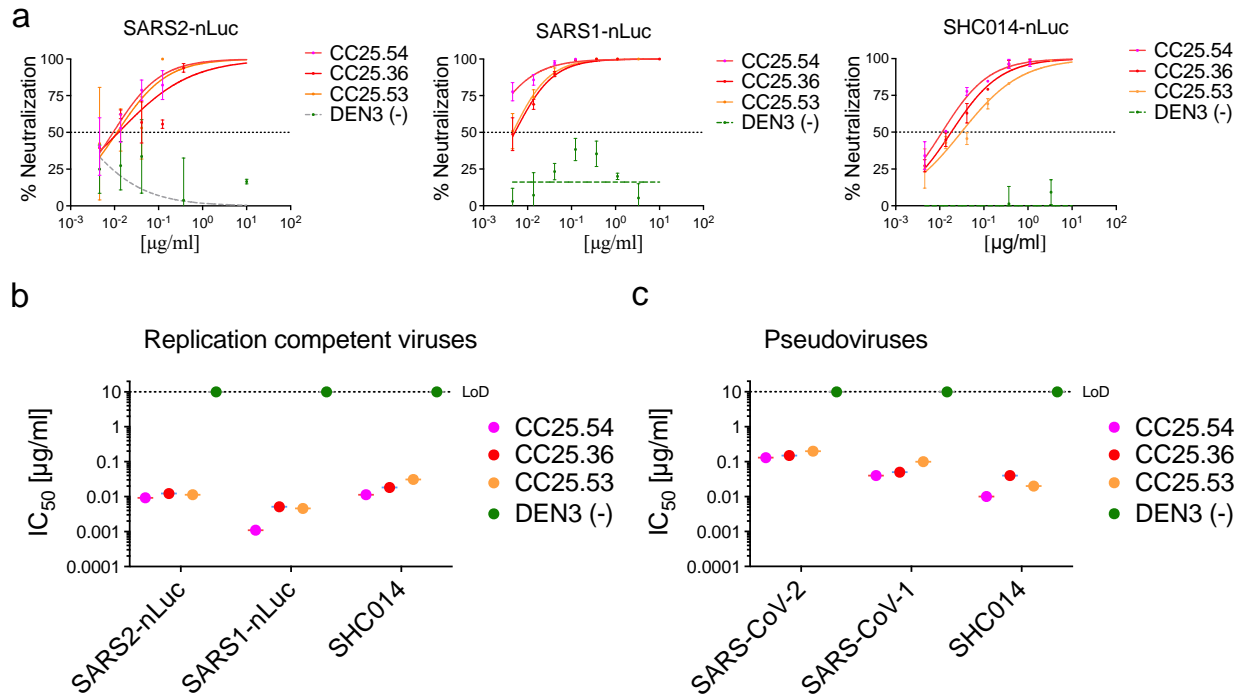 a
SARS2-nLuc
% Neutralization
100
75
50
25
0
10⁻³ 10⁻² 10⁻¹ 10⁰ 10¹ 10²
[µg/ml]
CC25.54
CC25.36
CC25.53
DEN3 (-)
SARS1-nLuc
% Neutralization
100
75
50
25
0
10⁻³ 10⁻² 10⁻¹ 10⁰ 10¹ 10²
[µg/ml]
CC25.54
CC25.36
CC25.53
DEN3 (-)
SHC014-nLuc
% Neutralization
100
75
50
25
0
10⁻³ 10⁻² 10⁻¹ 10⁰ 10¹ 10²
[µg/ml]
CC25.54
CC25.36
CC25.53
DEN3 (-)
b
Replication competent viruses
IC₅₀ [µg/ml]
10
1
0.1
0.01
0.001
0.0001
LoD
CC25.54
CC25.36
CC25.53
DEN3 (-)
SARS2-nLuc
SARS1-nLuc
SHC014
c
Pseudoviruses
IC₅₀ [µg/ml]
10
1
0.1
0.01
0.001
0.0001
LoD
CC25.54
CC25.36
CC25.53
DEN3 (-)
SARS-CoV-2
SARS-CoV-1
SHC014